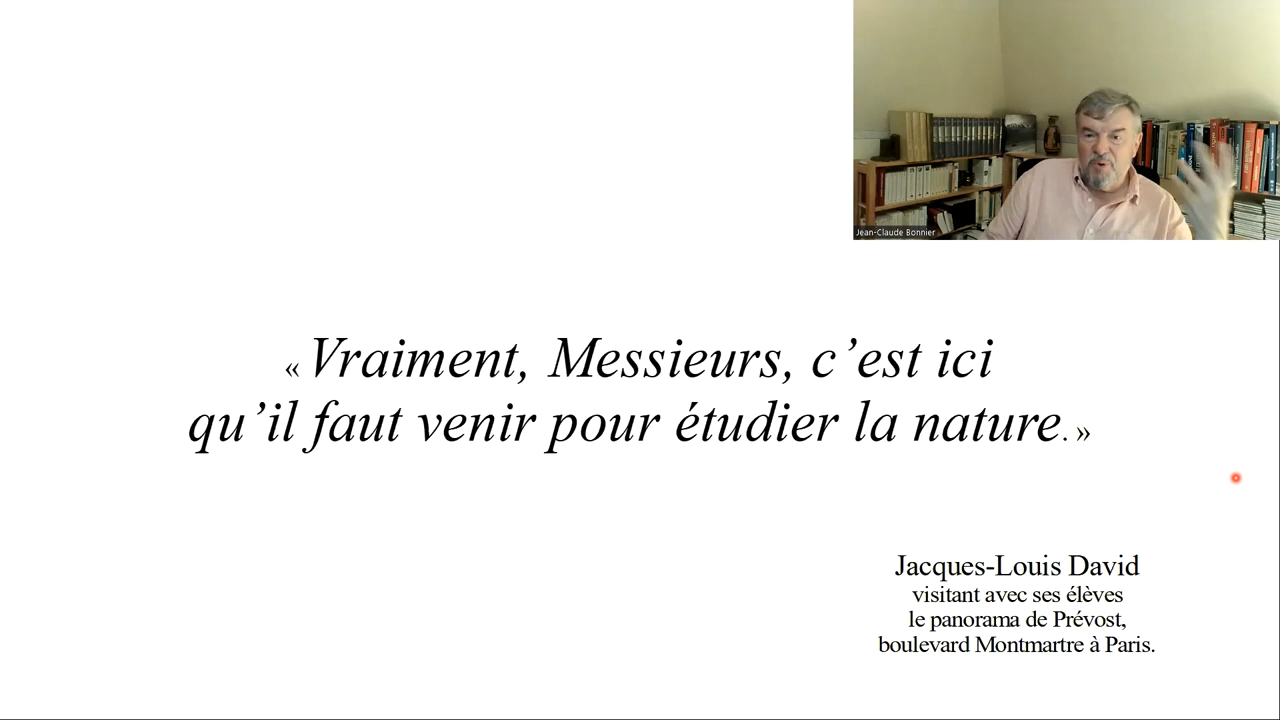 Jean-Claude Bonnier
« Vraiment, Messieurs, c’est ici
qu’il faut venir pour étudier la nature. »
Jacques-Louis David
visitant avec ses élèves
le panorama de Prévost,
boulevard Montmartre à Paris.